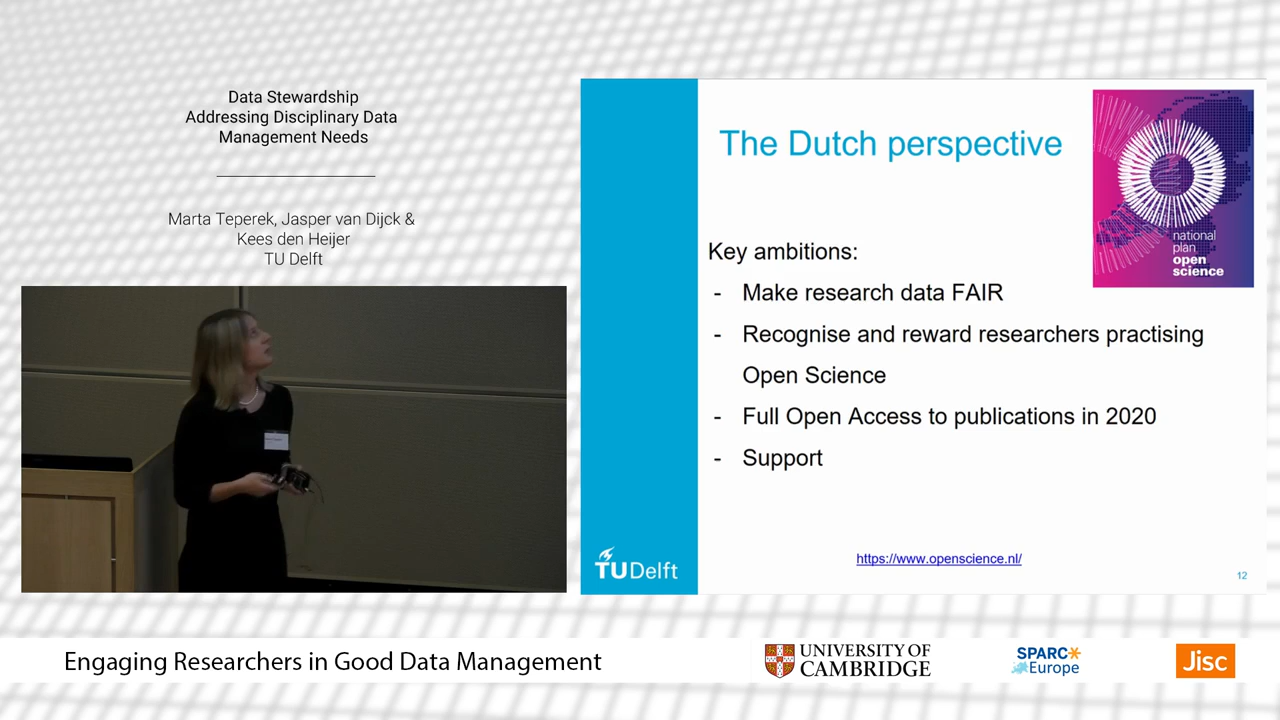 Data Stewardship
Addressing Disciplinary Data
Management Needs
Marta Teperek, Jasper van Dijck &
Kees den Heijer
TU Delft
The Dutch perspective
national
plan
open
science
Key ambitions:
- Make research data FAIR
- Recognise and reward researchers practising
Open Science
- Full Open Access to publications in 2020
- Support
https://www.openscience.nl/
12
TUDelft
Engaging Researchers in Good Data Management
UNIVERSITY OF
CAMBRIDGE
SPARC
Europe
Jisc